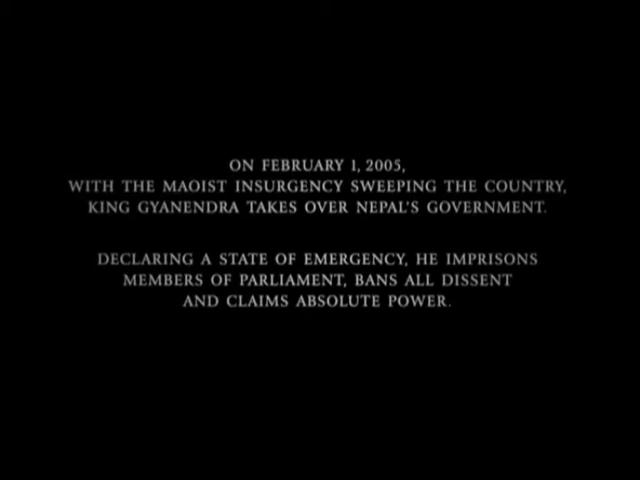 ON FEBRUARY 1, 2005,
WITH THE MAOIST INSURGENCY SWEEPING THE COUNTRY,
KING GYANENDRA TAKES OVER NEPAL'S GOVERNMENT.
DECLARING A STATE OF EMERGENCY, HE IMPRISONS
MEMBERS OF PARLIAMENT, BANS ALL DISSENT
AND CLAIMS ABSOLUTE POWER.